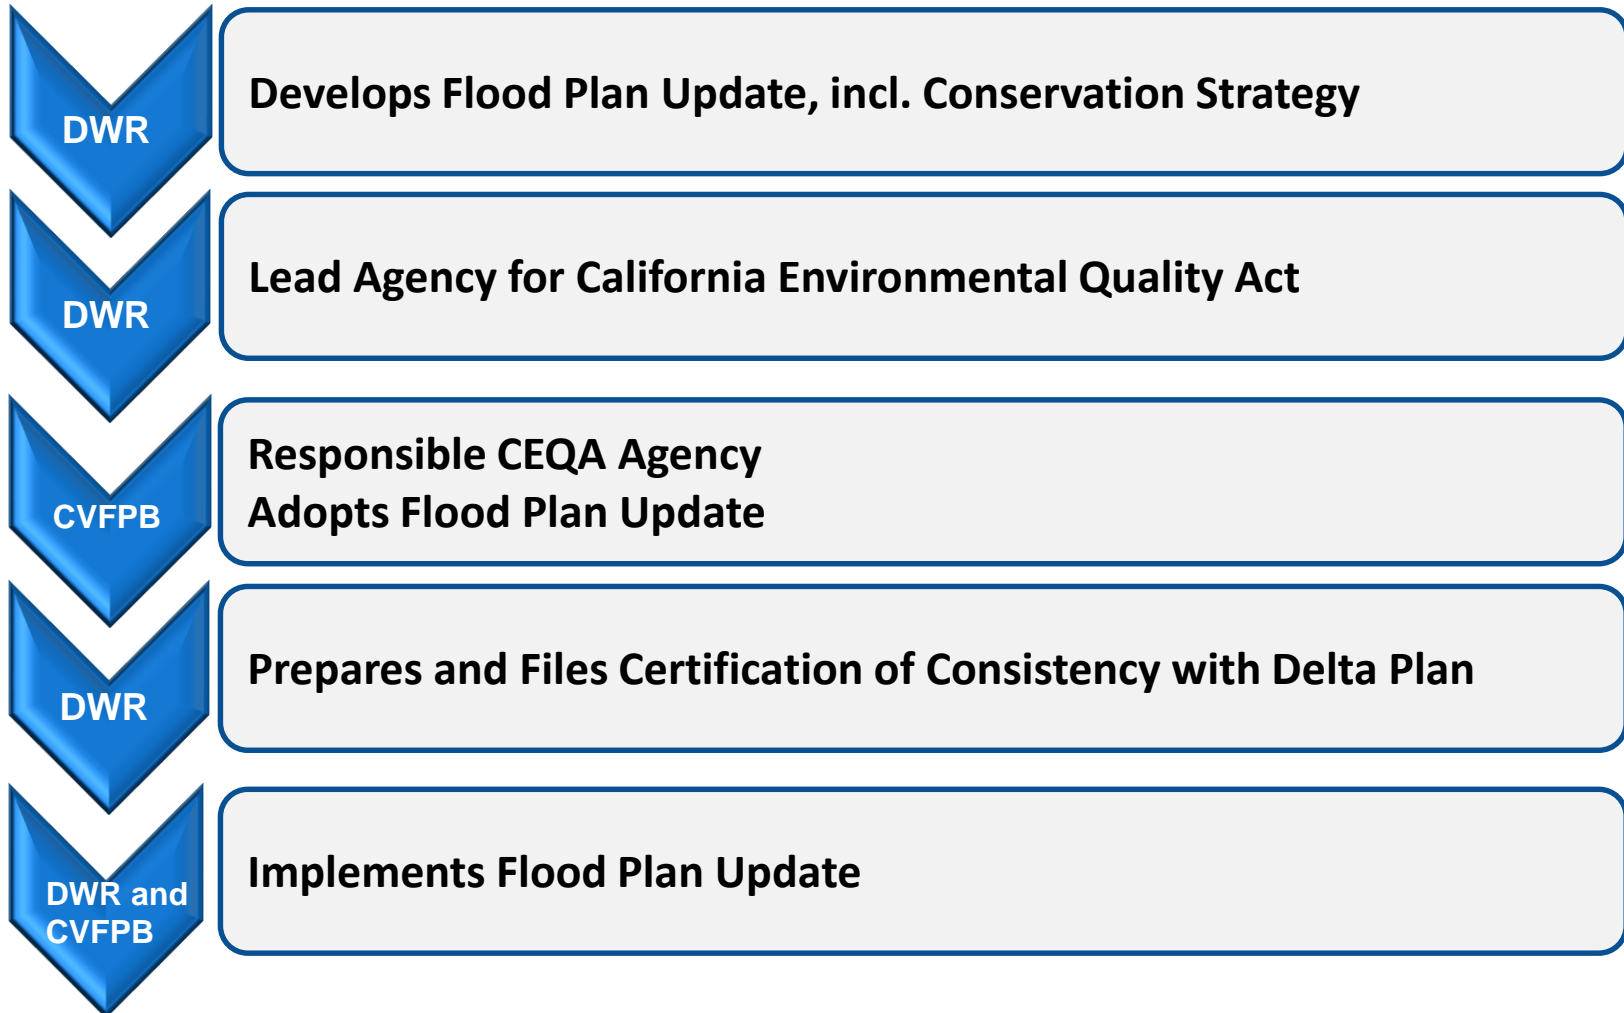 DWR
Develops Flood Plan Update, incl. Conservation Strategy
DWR
Lead Agency for California Environmental Quality Act
CVFPB
Responsible CEQA Agency
Adopts Flood Plan Update
DWR
Prepares and Files Certification of Consistency with Delta Plan
DWR and
CVFPB
Implements Flood Plan Update